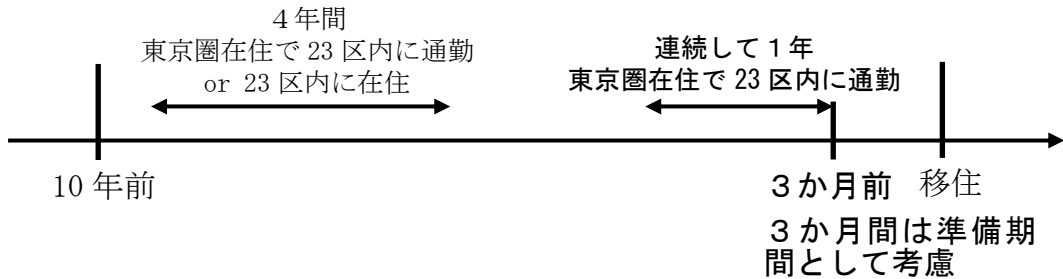 ４年間
東京圏在住で 23 区内に通勤
or 23 区内に在住
連続して１年
東京圏在住で 23 区内に通勤
10 年前
３か月前
移住
３か月間は準備期
間として考慮